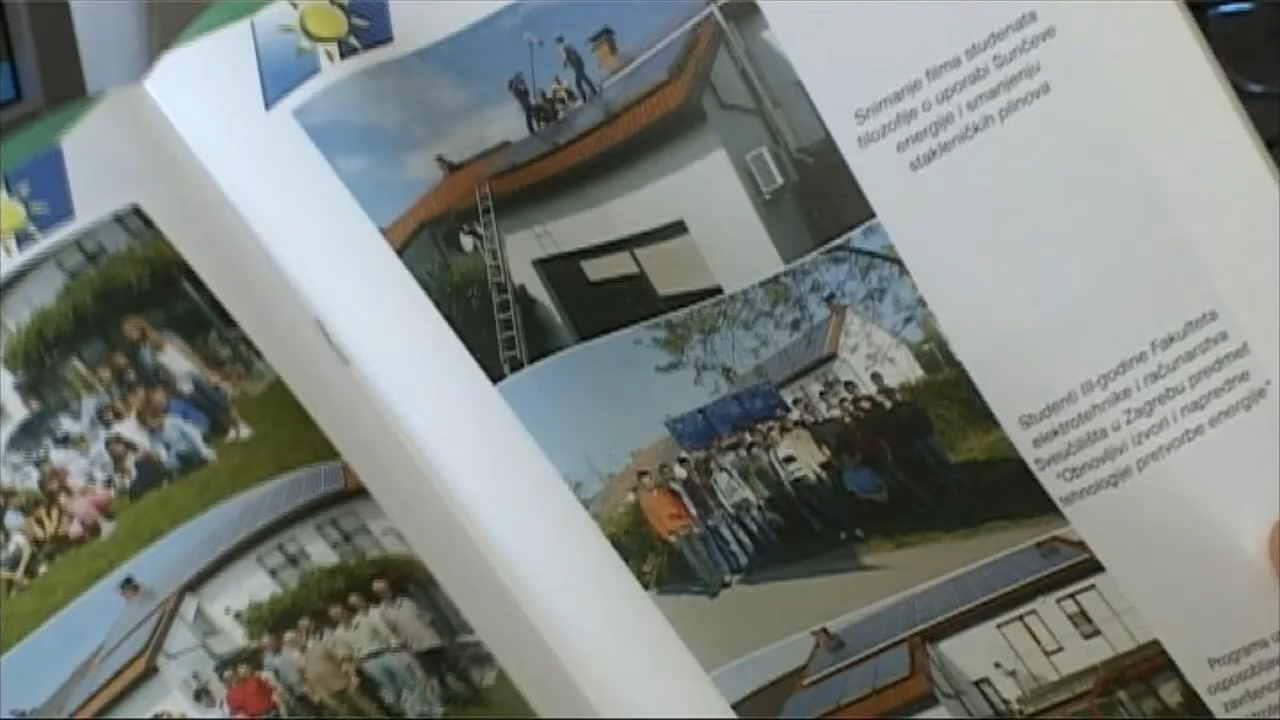 Snimanje filma studenata
filozofije o uporabi Sunčeve
energije i smanjenju
stakleničkih plinova
Studenti III-godine Fakulteta
elektrotehnike i računarstva
Sveučilišta u Zagrebu predmet
"Obnovljivi izvori i napredne
tehnologije pretvorbe energije"
Programa